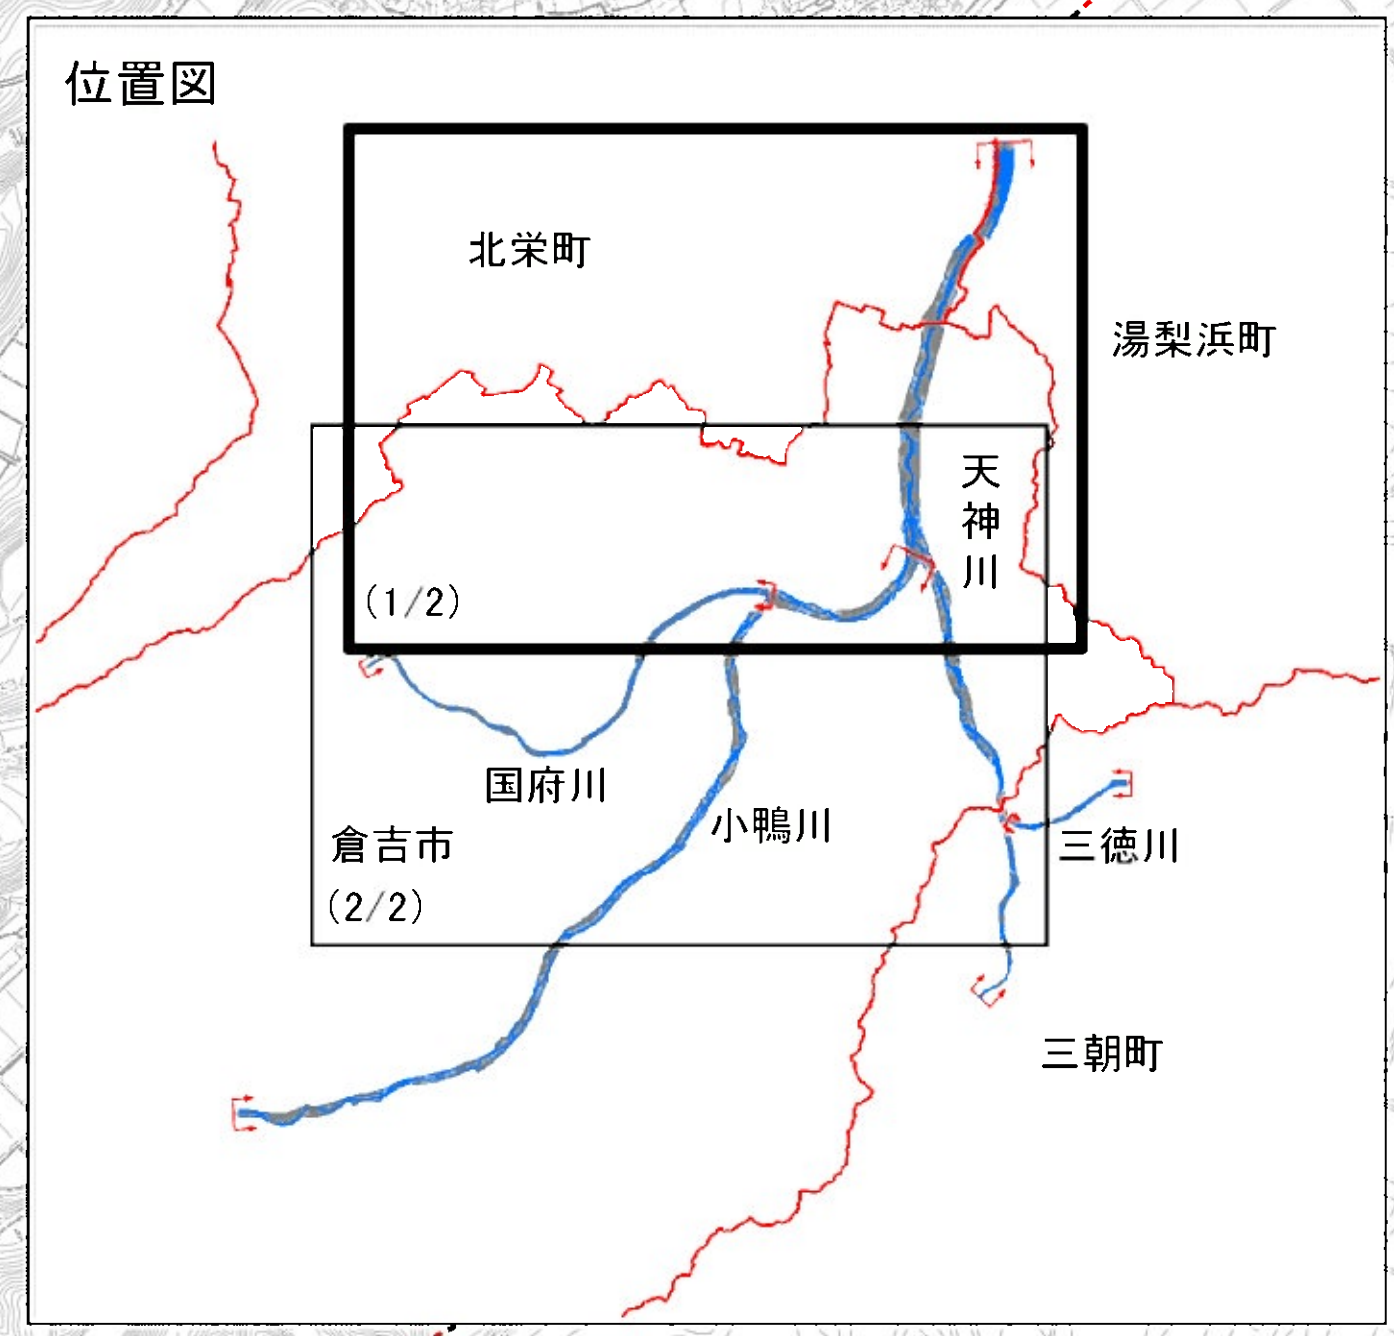 位置図
北栄町
湯梨浜町
天神川
(1/2)
国府川
小鴨川
倉吉市
三徳川
(2/2)
三朝町